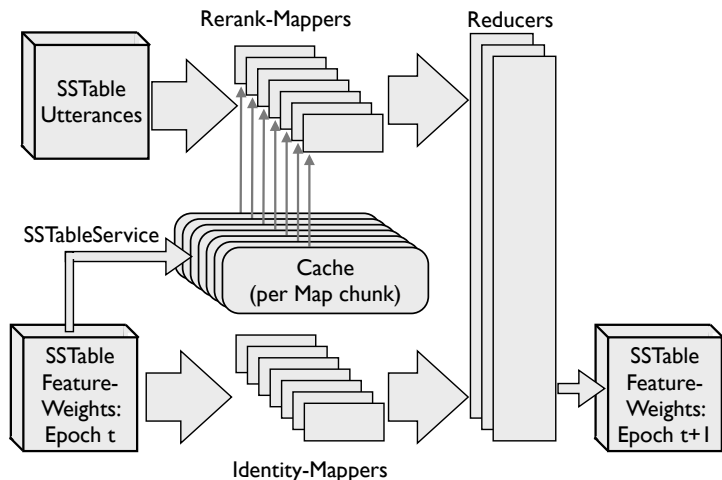 Rerank-Mappers
Reducers
SSTable
Utterances
SSTableService
Cache
(per Map chunk)
SSTable
Feature-
Weights:
Epoch t
SSTable
Feature-
Weights:
Epoch t+1
Identity-Mappers